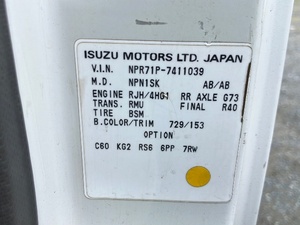 ISUZU MOTORS LTD. JAPAN
V.I.N. NPR71P-7411039
M.D. NPN1SK AB/AB
ENGINE RJH/4HG1 RR AXLE G73
TRANS. RMU FINAL R40
TIRE BSM
B.COLOR/TRIM 729/153
OPTION
C60 KG2 RS6 6PP 7RW